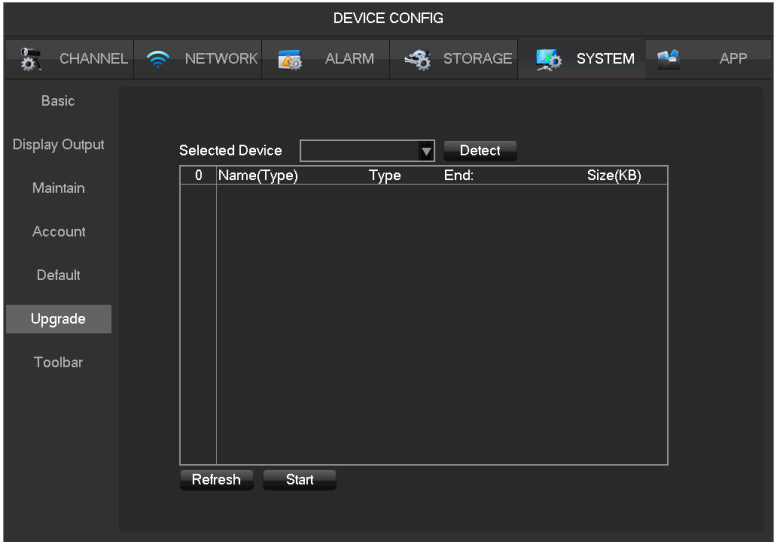 DEVICE CONFIG
CHANNEL NETWORK ALARM STORAGE SYSTEM APP
Basic
Display Output
Maintain
Account
Default
Upgrade
Toolbar
Selected Device Detect
0 Name(Type) Type End: Size(KB)
Refresh Start